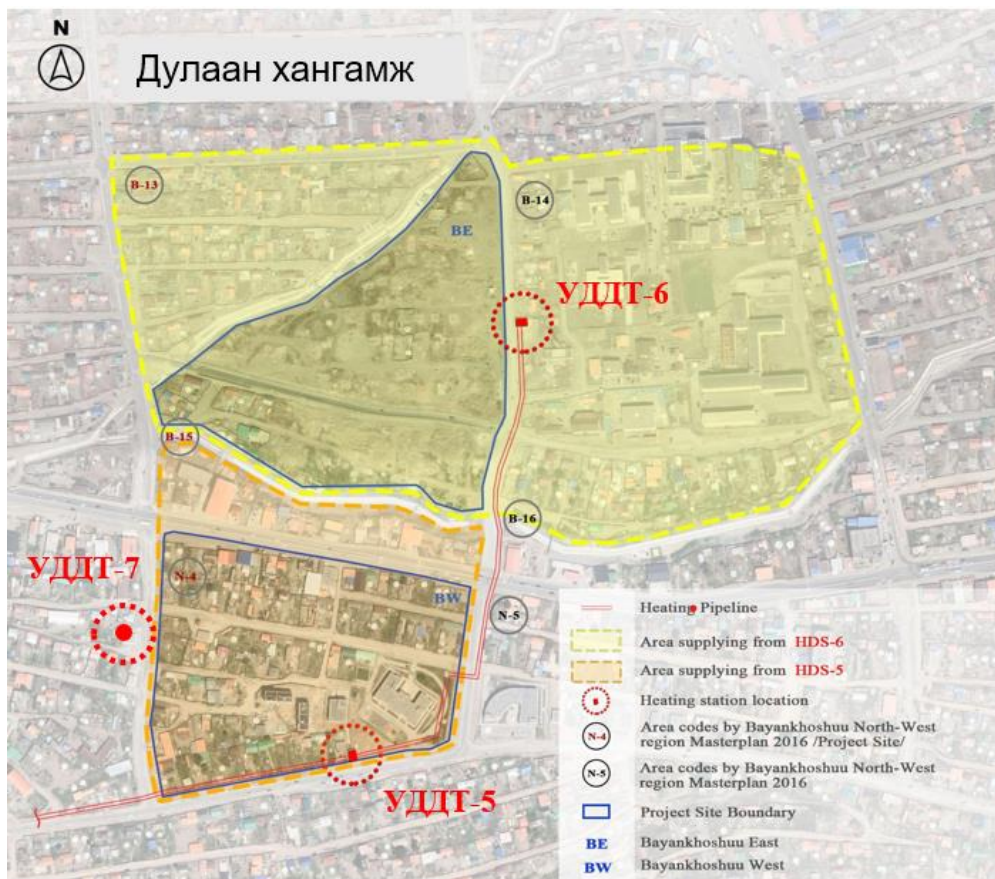 N
Дулаан хангамж
B-13
B-14
BE
УДДТ-6
B-15
B-16
УДДТ-7
N-4
BW
N-5
УДДТ-5
Heating Pipeline
Area supplying from HDS-6
Area supplying from HDS-5
Heating station location
N-4
Area codes by Bayankhoshuu North-West
region Masterplan 2016 /Project Site/
N-5
Area codes by Bayankhoshuu North-West
region Masterplan 2016
Project Site Boundary
BE
Bayankhoshuu East
BW
Bayankhoshuu West